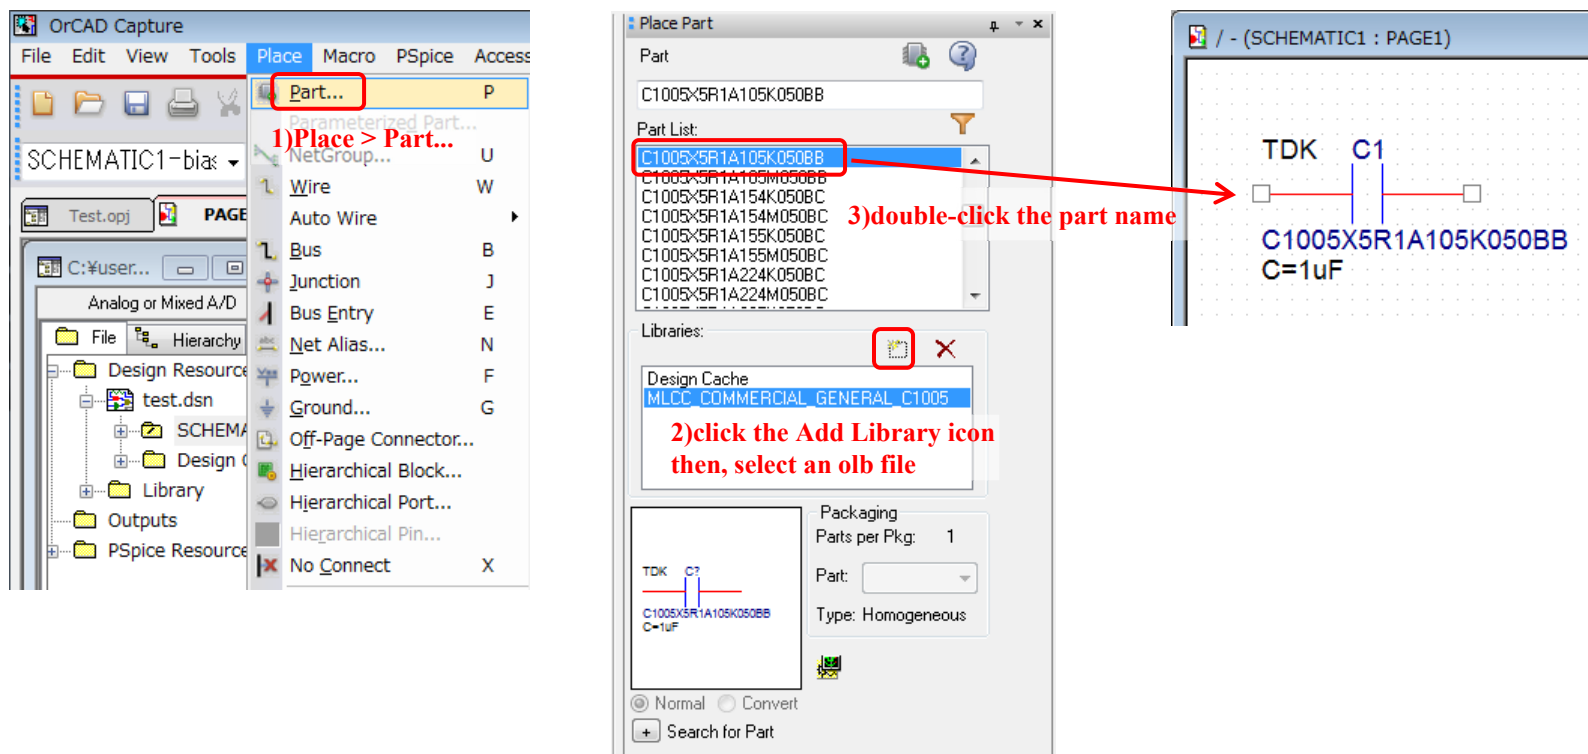 OrCAD Capture
File Edit View Tools Place Macro PSpice Access
Part... P
Parameterized Part...
1)Place > Part...
NetGroup... U
SCHEMATIC1-bias
Wire W
Auto Wire
Test.opj PAGE
Bus B
C:¥user...
Junction J
Analog or Mixed A/D
Bus Entry E
File Hierarchy
Net Alias... N
Design Resource
Power... F
test.dsn
Ground... G
SCHEMA
Off-Page Connector...
Design
Hierarchical Block...
Library
Hierarchical Port...
Outputs
Hierarchical Pin...
PSpice Resource
No Connect X
Place Part
Part
C1005X5R1A105K050BB
Part List:
C1005X5R1A105K050BB
C1005X5R1A105M050BB
C1005X5R1A154K050BC
C1005X5R1A154M050BC
C1005X5R1A155K050BC
C1005X5R1A155M050BC
C1005X5R1A224K050BC
C1005X5R1A224M050BC
3)double-click the part name
Libraries:
Design Cache
MLCC_COMMERCIAL_GENERAL_C1005
2)click the Add Library icon
then, select an olb file
Packaging
Parts per Pkg: 1
Part:
Type: Homogeneous
TDK C?
C1005X5R1A105K050BB
C=1uF
Normal Convert
+ Search for Part
/ - (SCHEMATIC1 : PAGE1)
TDK C1
C1005X5R1A105K050BB
C=1uF